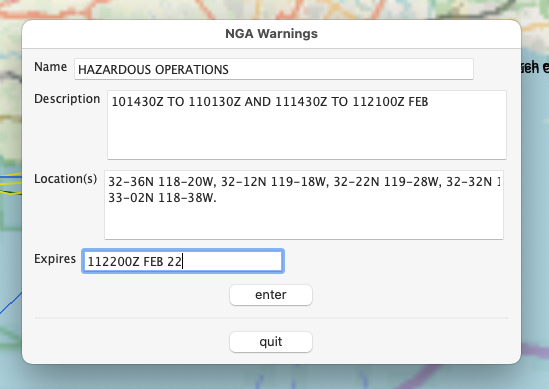 NGA Warnings
Name HAZARDOUS OPERATIONS
Description 101430Z TO 110130Z AND 111430Z TO 112100Z FEB
Location(s) 32-36N 118-20W, 32-12N 119-18W, 32-22N 119-28W, 32-32N
33-02N 118-38W.
Expires 112200Z FEB 22
enter
quit